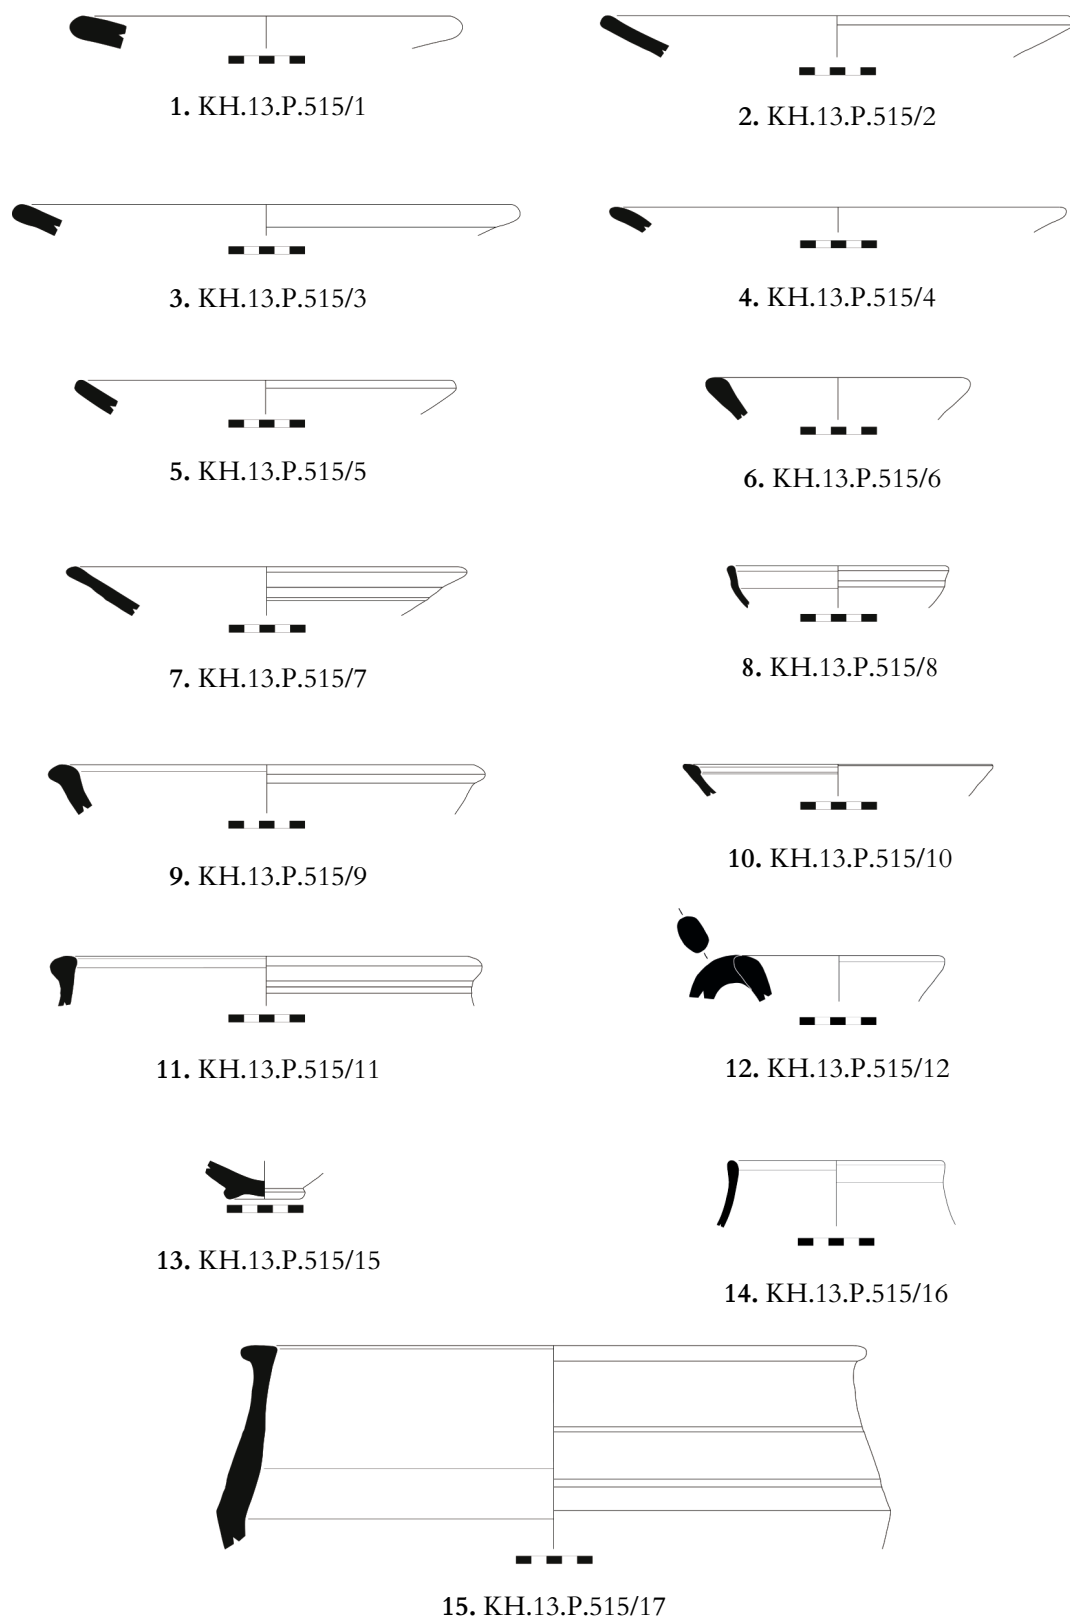 1. KH.13.P.515/1
2. KH.13.P.515/2
3. KH.13.P.515/3
4. KH.13.P.515/4
5. KH.13.P.515/5
6. KH.13.P.515/6
7. KH.13.P.515/7
8. KH.13.P.515/8
9. KH.13.P.515/9
10. KH.13.P.515/10
11. KH.13.P.515/11
12. KH.13.P.515/12
13. KH.13.P.515/15
14. KH.13.P.515/16
15. KH.13.P.515/17